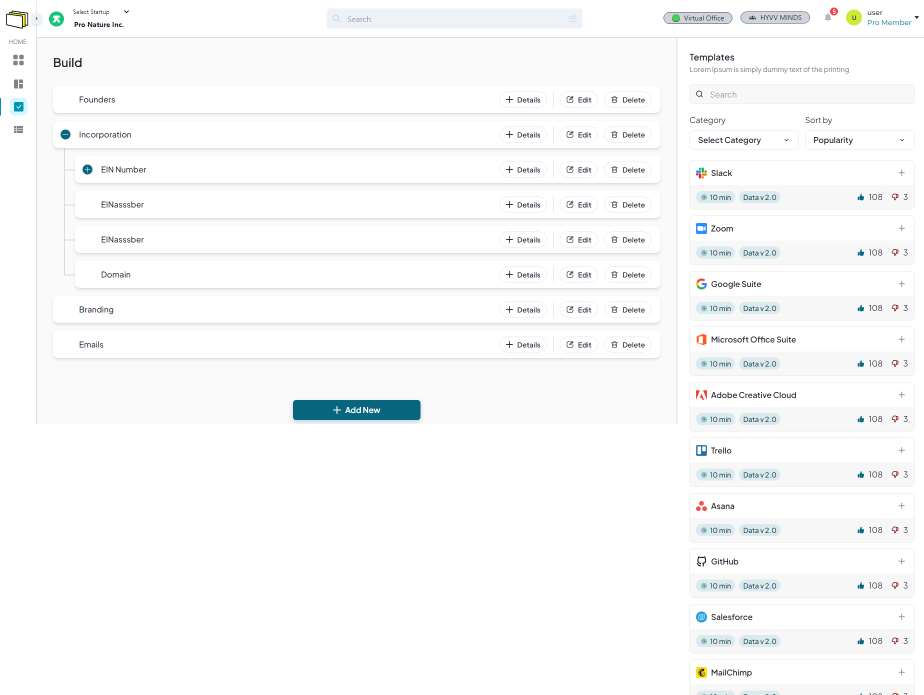 Select Startup
Pro Nature Inc.
Search
Virtual Office
HYVV MINDS
5
U
user
Pro Member
HOME
Build
Founders
Details
Edit
Delete
Incorporation
Details
Edit
Delete
EIN Number
Details
Edit
Delete
EINasssber
Details
Edit
Delete
EINasssber
Details
Edit
Delete
Domain
Details
Edit
Delete
Branding
Details
Edit
Delete
Emails
Details
Edit
Delete
Add New
Templates
Lorem Ipsum is simply dummy text of the printing
Search
Category
Sort by
Select Category
Popularity
Slack
10 min
Data v 2.0
108
3
Zoom
10 min
Data v 2.0
108
3
Google Suite
10 min
Data v 2.0
108
3
Microsoft Office Suite
10 min
Data v 2.0
108
3
Adobe Creative Cloud
10 min
Data v 2.0
108
3
Trello
10 min
Data v 2.0
108
3
Asana
10 min
Data v 2.0
108
3
GitHub
10 min
Data v 2.0
108
3
Salesforce
10 min
Data v 2.0
108
3
MailChimp